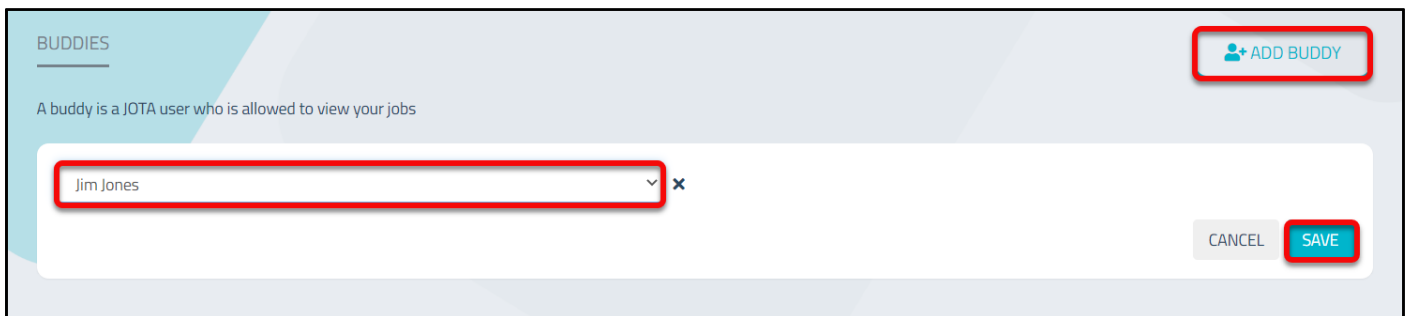 BUDDIES
ADD BUDDY
A buddy is a JOTA user who is allowed to view your jobs
Jim Jones
CANCEL
SAVE